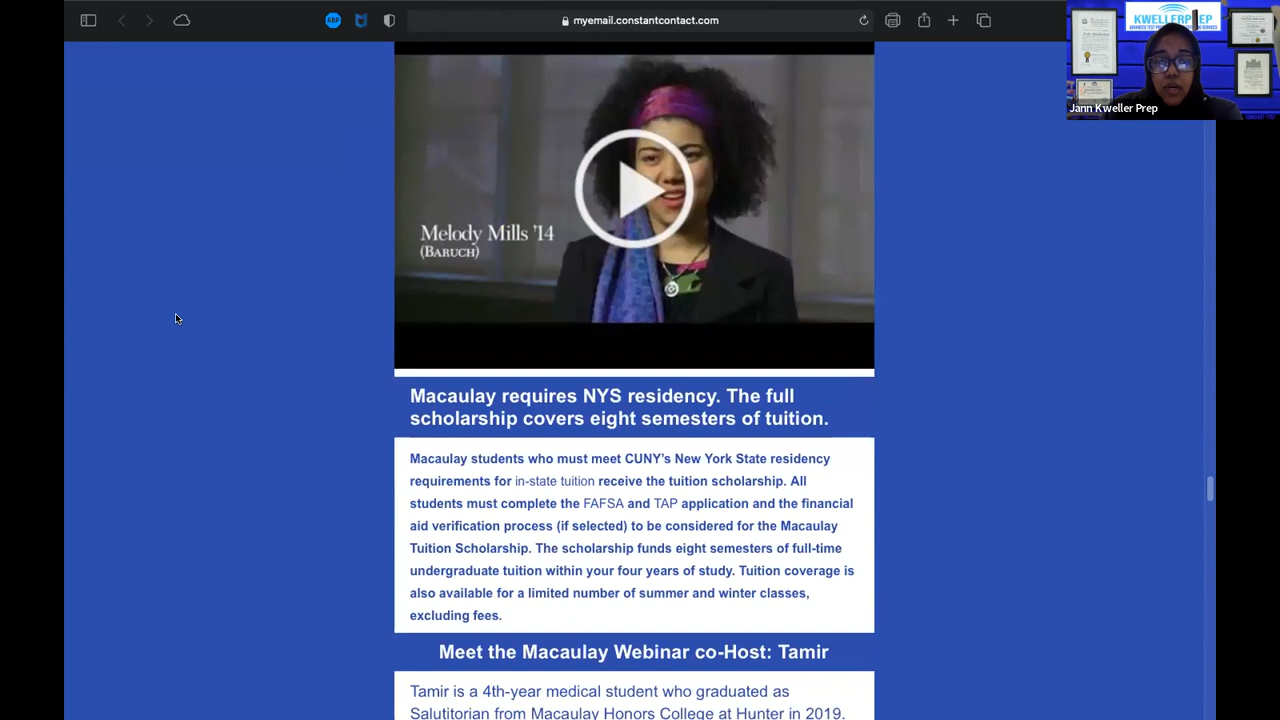 ABP
myemail.constantcontact.com
KWELLERPREP
Jann Kweller Prep
Melody Mills '14
(BARUCH)
Macaulay requires NYS residency. The full
scholarship covers eight semesters of tuition.
Macaulay students who must meet CUNY's New York State residency
requirements for in-state tuition receive the tuition scholarship. All
students must complete the FAFSA and TAP application and the financial
aid verification process (if selected) to be considered for the Macaulay
Tuition Scholarship. The scholarship funds eight semesters of full-time
undergraduate tuition within your four years of study. Tuition coverage is
also available for a limited number of summer and winter classes,
excluding fees.
Meet the Macaulay Webinar co-Host: Tamir
Tamir is a 4th-year medical student who graduated as
Salutitorian from Macaulay Honors College at Hunter in 2019.